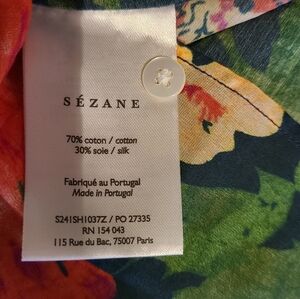 SÉZANE
70% coton / cotton
30% soie / silk
Fabriqué au Portugal
Made in Portugal
S241SH1037Z / PO 27335
RN 154 043
115 Rue du Bac, 75007 Paris